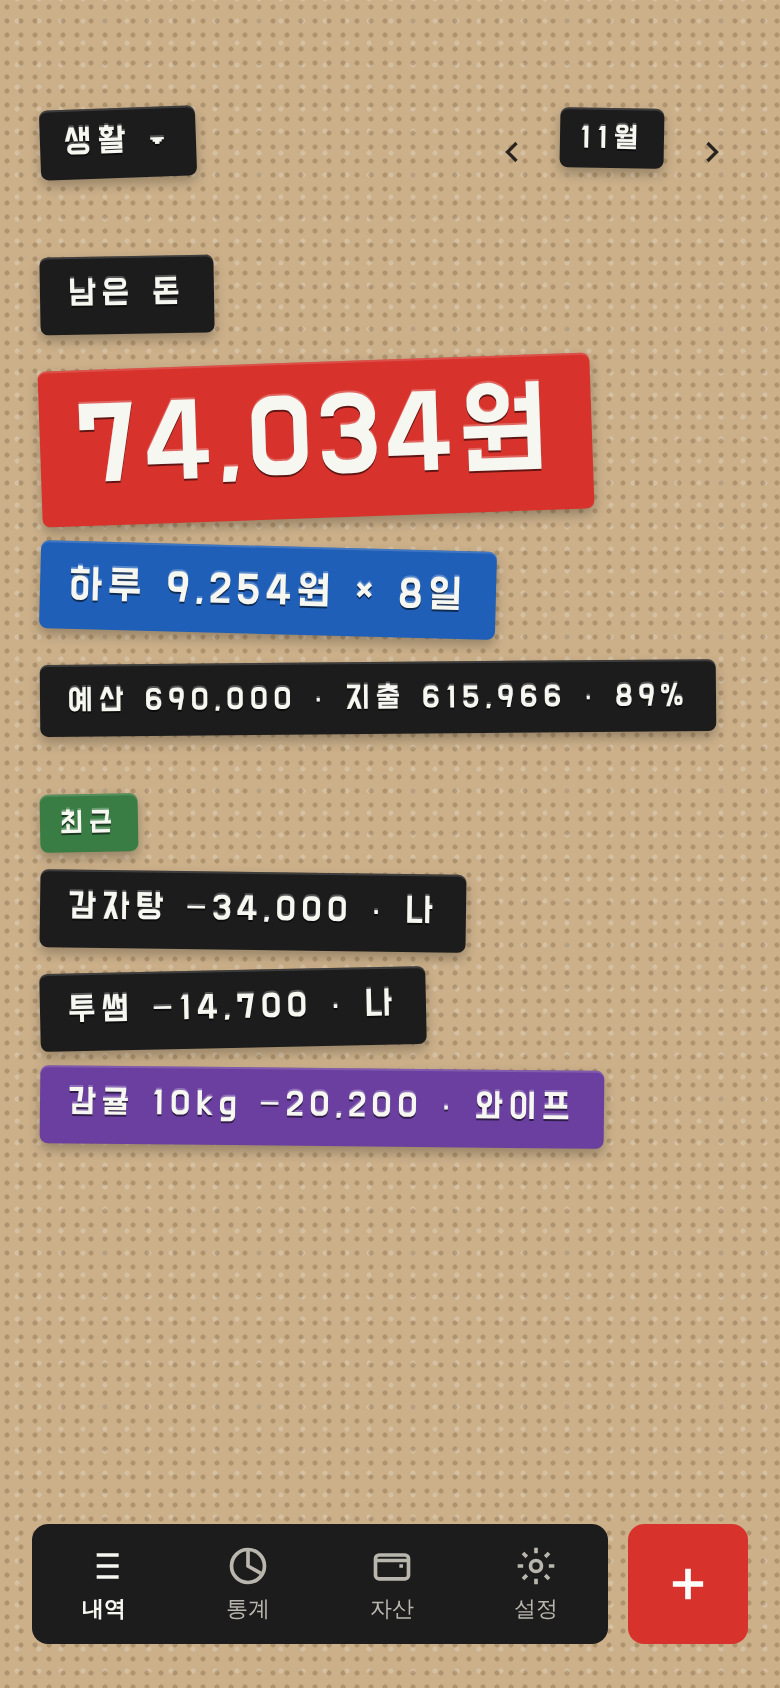 생활
11월
남은 돈
74,034원
하루 9,254원 × 8일
예산 690,000 · 지출 615,966 · 89%
최근
감자탕 −34,000 · 나
투썸 −14,700 · 나
감귤 10kg −20,200 · 와이프
내역 통계 자산 설정